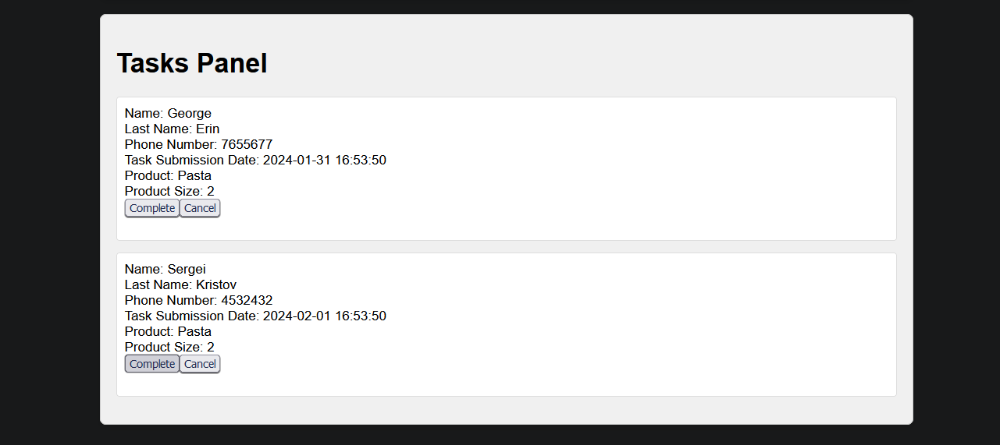 Tasks Panel
Name: George
Last Name: Erin
Phone Number: 7655677
Task Submission Date: 2024-01-31 16:53:50
Product: Pasta
Product Size: 2
Complete Cancel
Name: Sergei
Last Name: Kristov
Phone Number: 4532432
Task Submission Date: 2024-02-01 16:53:50
Product: Pasta
Product Size: 2
Complete Cancel